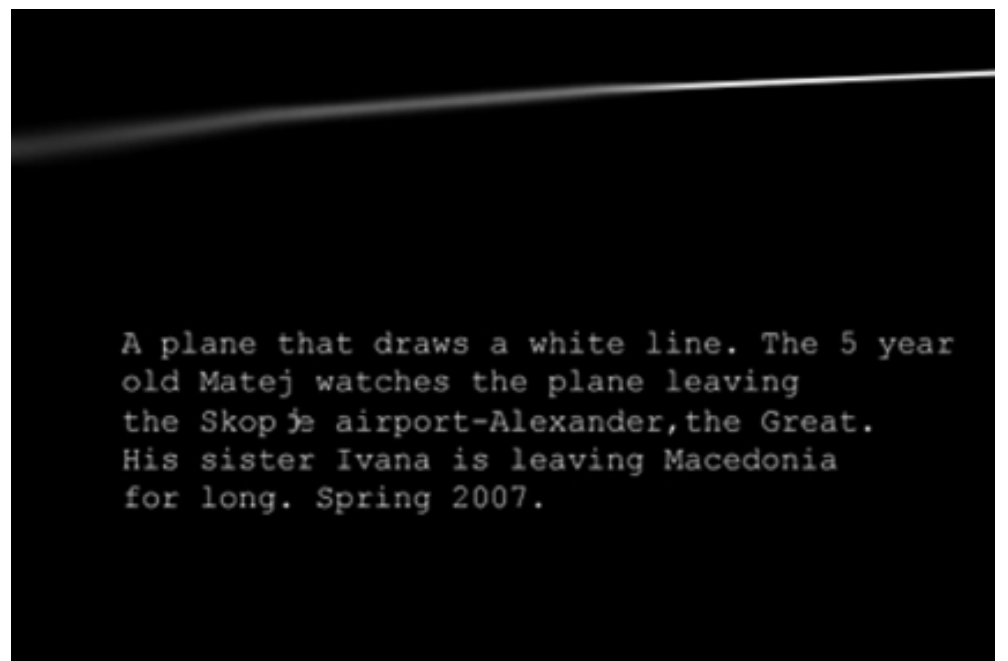 A plane that draws a white line. The 5 year
old Matej watches the plane leaving
the Skopje airport-Alexander,the Great.
His sister Ivana is leaving Macedonia
for long. Spring 2007.